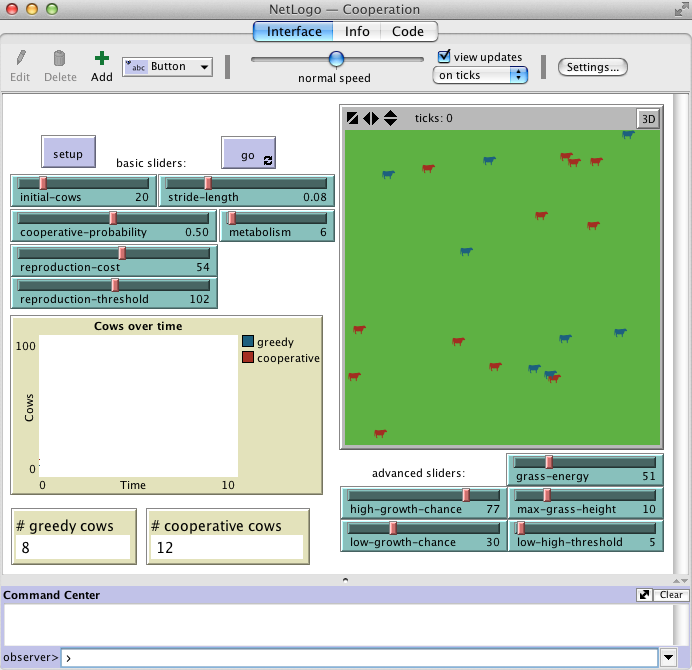 NetLogo — Cooperation
Interface Info Code
Edit Delete Add abc Button normal speed view updates on ticks Settings...
ticks: 0 3D
setup basic sliders: go
initial-cows 20 stride-length 0.08
cooperative-probability 0.50 metabolism 6
reproduction-cost 54
reproduction-threshold 102
Cows over time
100
Cows
0
0 Time 10
greedy
cooperative
# greedy cows
8
# cooperative cows
12
advanced sliders: grass-energy 51
high-growth-chance 77 max-grass-height 10
low-growth-chance 30 low-high-threshold 5
Command Center Clear
observer> >